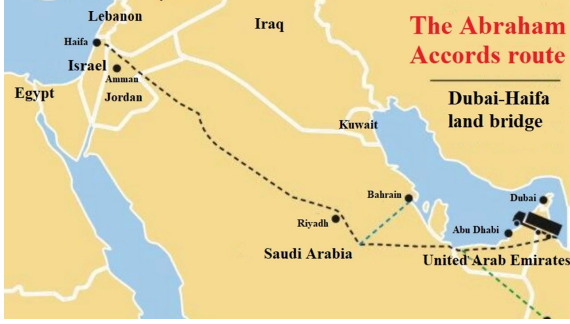 The Abraham
Accords route
Dubai-Haifa
land bridge
Lebanon
Iraq
Haifa
Israel
Amman
Egypt
Jordan
Kuwait
Bahrain
Dubai
Riyadh
Abu Dhabi
Saudi Arabia
United Arab Emirates